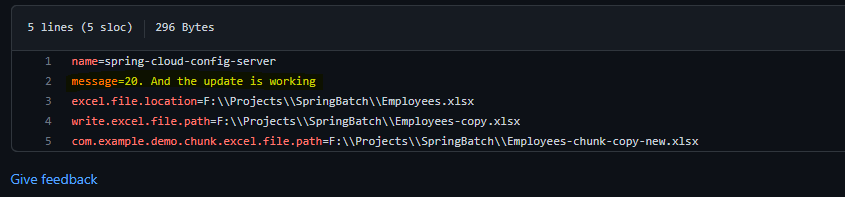 5 lines (5 sloc) 296 Bytes
1 name=spring-cloud-config-server
2 message=20. And the update is working
3 excel.file.location=F:\\Projects\\SpringBatch\\Employees.xlsx
4 write.excel.file.path=F:\\Projects\\SpringBatch\\Employees-copy.xlsx
5 com.example.demo.chunk.excel.file.path=F:\\Projects\\SpringBatch\\Employees-chunk-copy-new.xlsx
Give feedback